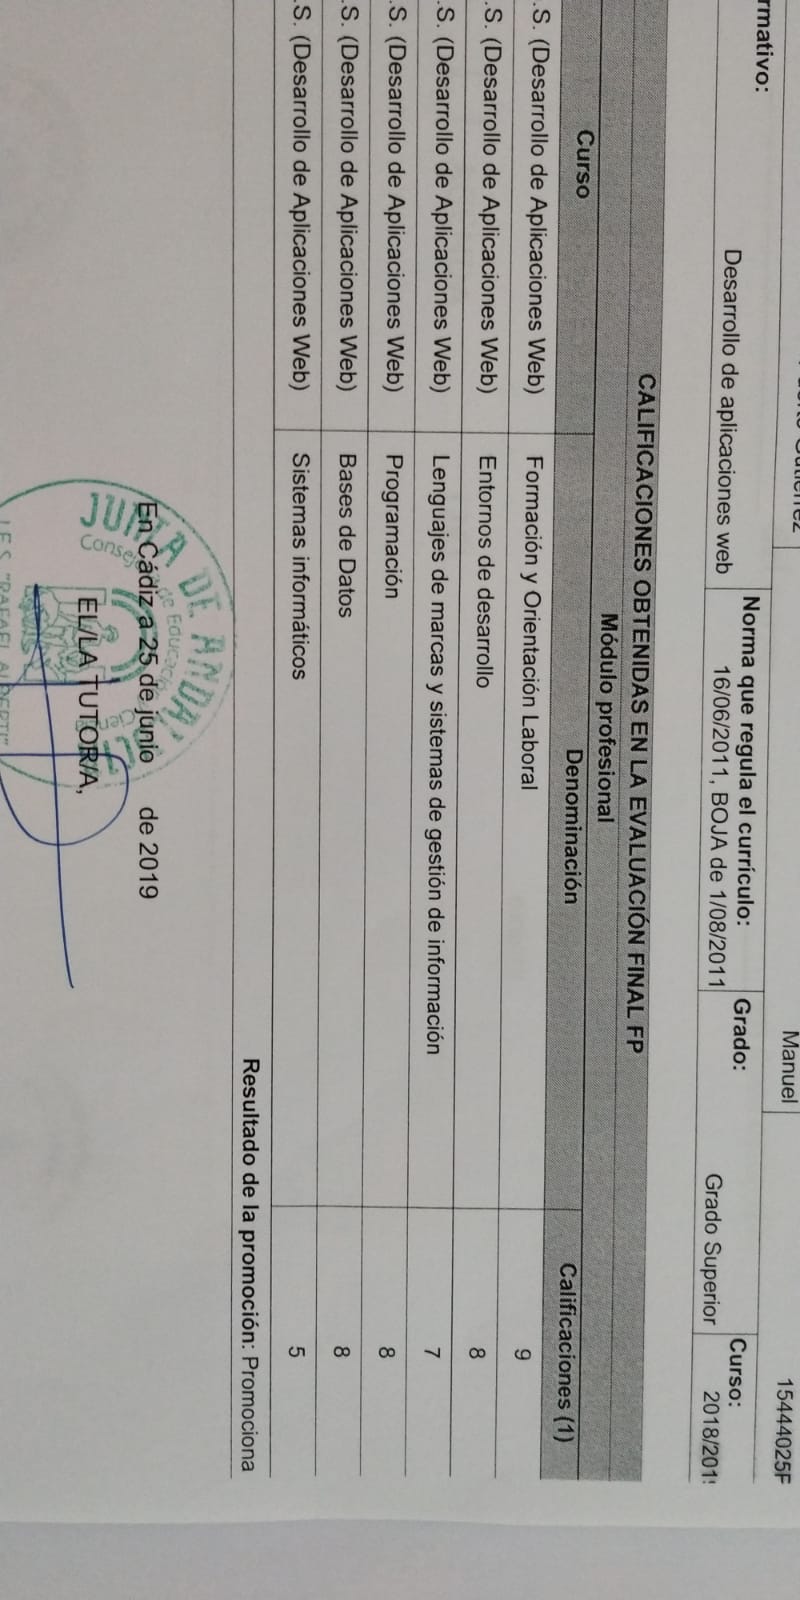 Manuel
15444025F
rmativo:
Norma que regula el currículo:
Grado:
Curso:
Desarrollo de aplicaciones web
16/06/2011, BOJA de 1/08/2011
Grado Superior
2018/201
CALIFICACIONES OBTENIDAS EN LA EVALUACIÓN FINAL FP
Módulo profesional
Curso
Denominación
Calificaciones (1)
.S. (Desarrollo de Aplicaciones Web) Formación y Orientación Laboral 9
.S. (Desarrollo de Aplicaciones Web) Entornos de desarrollo 8
.S. (Desarrollo de Aplicaciones Web) Lenguajes de marcas y sistemas de gestión de información 7
.S. (Desarrollo de Aplicaciones Web) Programación 8
.S. (Desarrollo de Aplicaciones Web) Bases de Datos 8
.S. (Desarrollo de Aplicaciones Web) Sistemas informáticos 5
Resultado de la promoción: Promociona
En Cádiz a 25 de junio de 2019
EL/LA TUTOR/A,
JUNTA DE ANDA
de Educac
I.E.S. "RAFAEL ALBERTI"